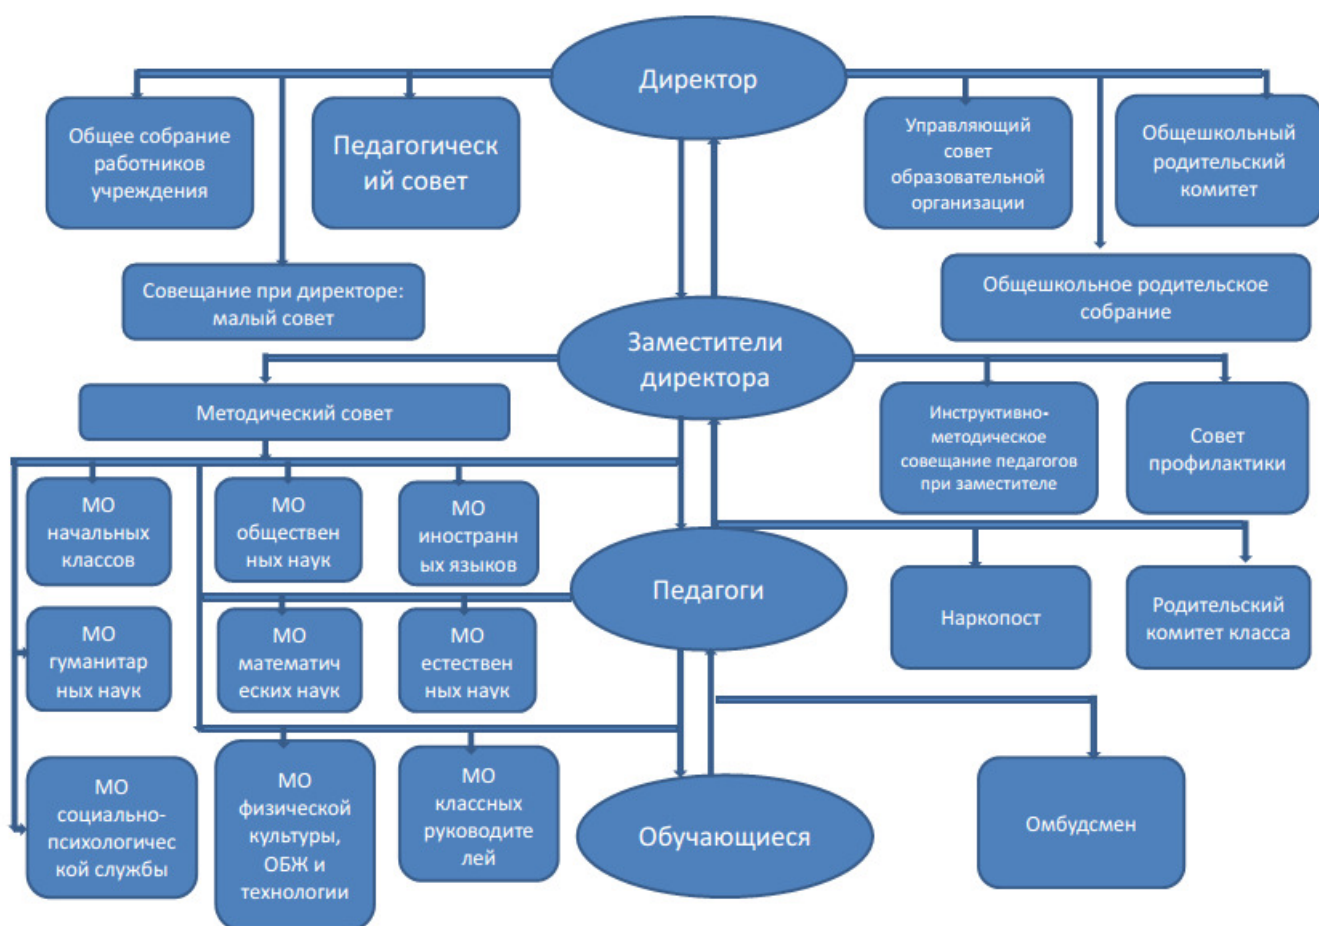 Директор
Общее собрание
работников
учреждения
Педагогическ
ий совет
Управляющий
совет
образовательной
организации
Общешкольный
родительский
комитет
Совещание при директоре:
малый совет
Общешкольное родительское
собрание
Заместители
директора
Методический совет
Инструктивно-
методическое
совещание педагогов
при заместителе
Совет
профилактики
МО
начальных
классов
МО
обществен
ных наук
МО
иностранн
ых языков
Педагоги
Наркопост
Родительский
комитет класса
МО
гуманитар
ных наук
МО
математич
еских наук
МО
естествен
ных наук
МО
социально-
психологичес
кой службы
МО
физической
культуры,
ОБЖ и
технологии
МО
классных
руководите
лей
Обучающиеся
Омбудсмен